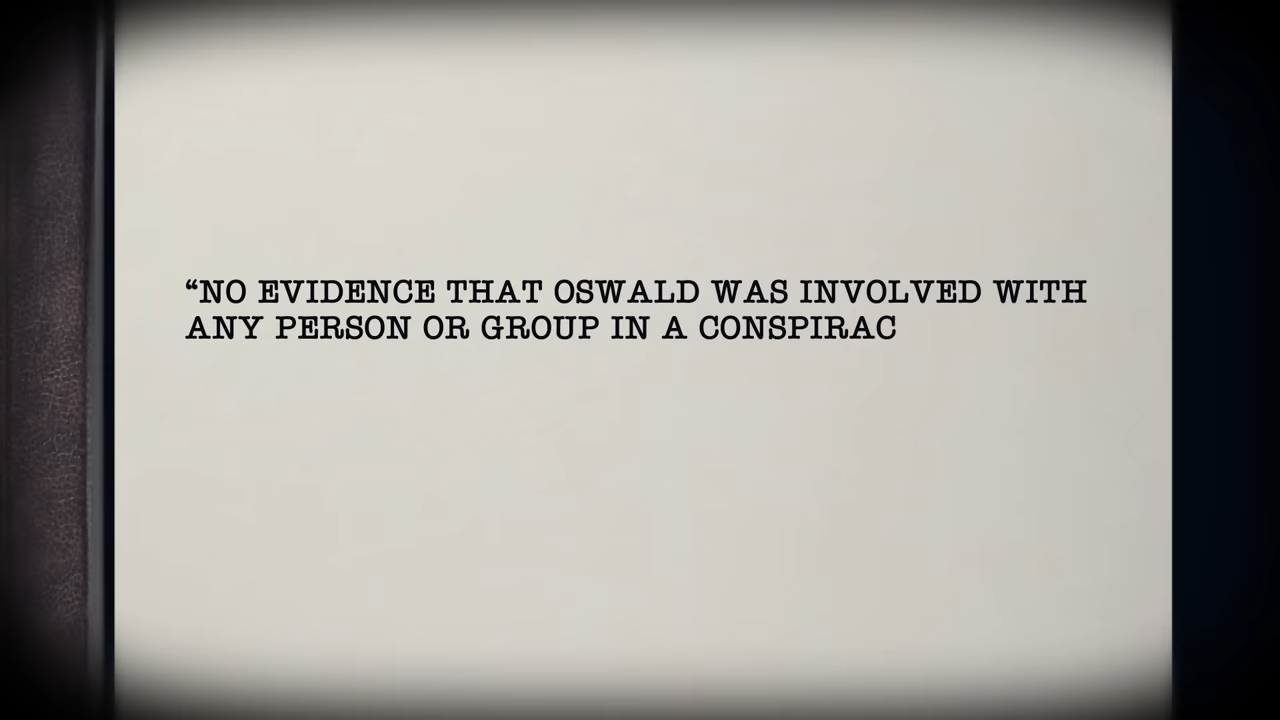 “NO EVIDENCE THAT OSWALD WAS INVOLVED WITH
ANY PERSON OR GROUP IN A CONSPIRAC